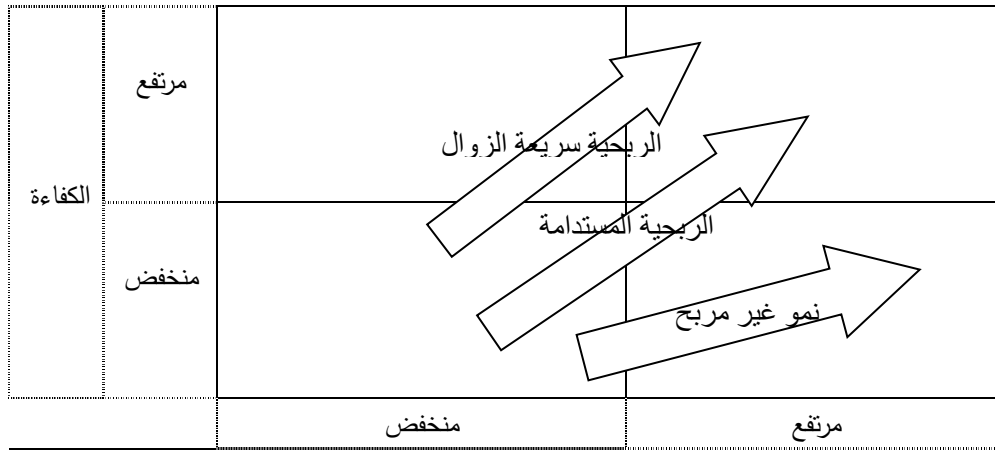 مرتفع
الربحية سريعة الزوال
الكفاءة
الربحية المستدامة
منخفض
نمو غير مربح
منخفض
مرتفع